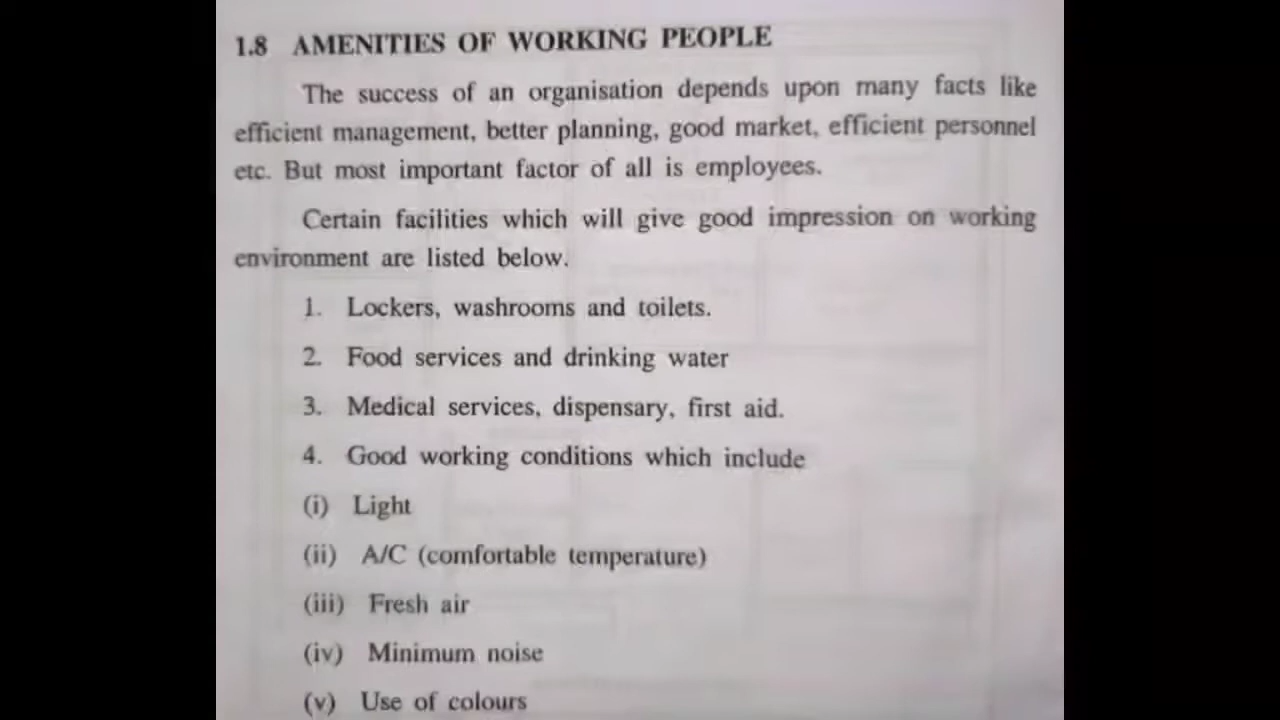 1.8 AMENITIES OF WORKING PEOPLE
The success of an organisation depends upon many facts like
efficient management, better planning, good market, efficient personnel
etc. But most important factor of all is employees.
Certain facilities which will give good impression on working
environment are listed below.
1. Lockers, washrooms and toilets.
2. Food services and drinking water
3. Medical services, dispensary, first aid.
4. Good working conditions which include
(i) Light
(ii) A/C (comfortable temperature)
(iii) Fresh air
(iv) Minimum noise
(v) Use of colours